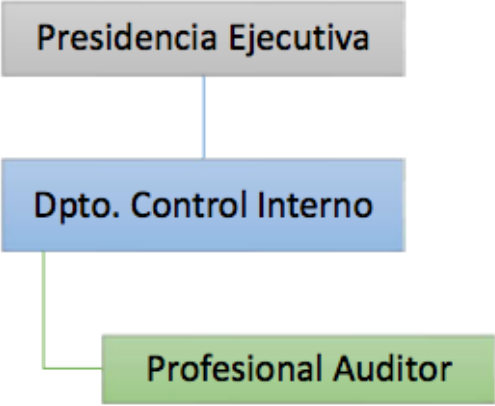 Presidencia Ejecutiva
Dpto. Control Interno
Profesional Auditor